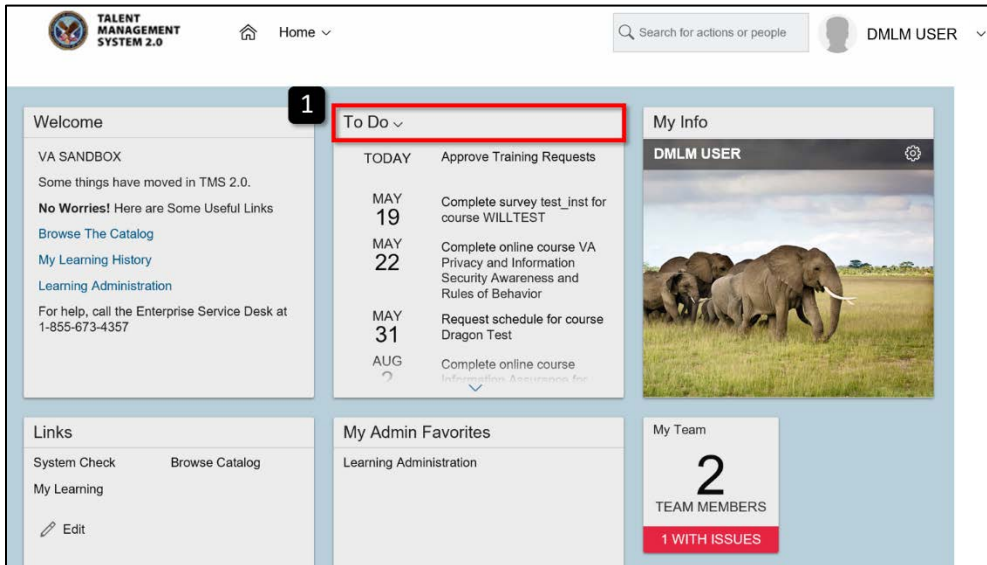 TALENT
MANAGEMENT
SYSTEM 2.0
Home
Search for actions or people
DMLM USER
1
Welcome
VA SANDBOX
Some things have moved in TMS 2.0.
No Worries! Here are Some Useful Links
Browse The Catalog
My Learning History
Learning Administration
For help, call the Enterprise Service Desk at
1-855-673-4357
To Do
TODAY
Approve Training Requests
MAY
19
Complete survey test_inst for
course WILLTEST
MAY
22
Complete online course VA
Privacy and Information
Security Awareness and
Rules of Behavior
MAY
31
Request schedule for course
Dragon Test
AUG
2
Complete online course
Information Assurance for
My Info
DMLM USER
Links
System Check
Browse Catalog
My Learning
Edit
My Admin Favorites
Learning Administration
My Team
2
TEAM MEMBERS
1 WITH ISSUES